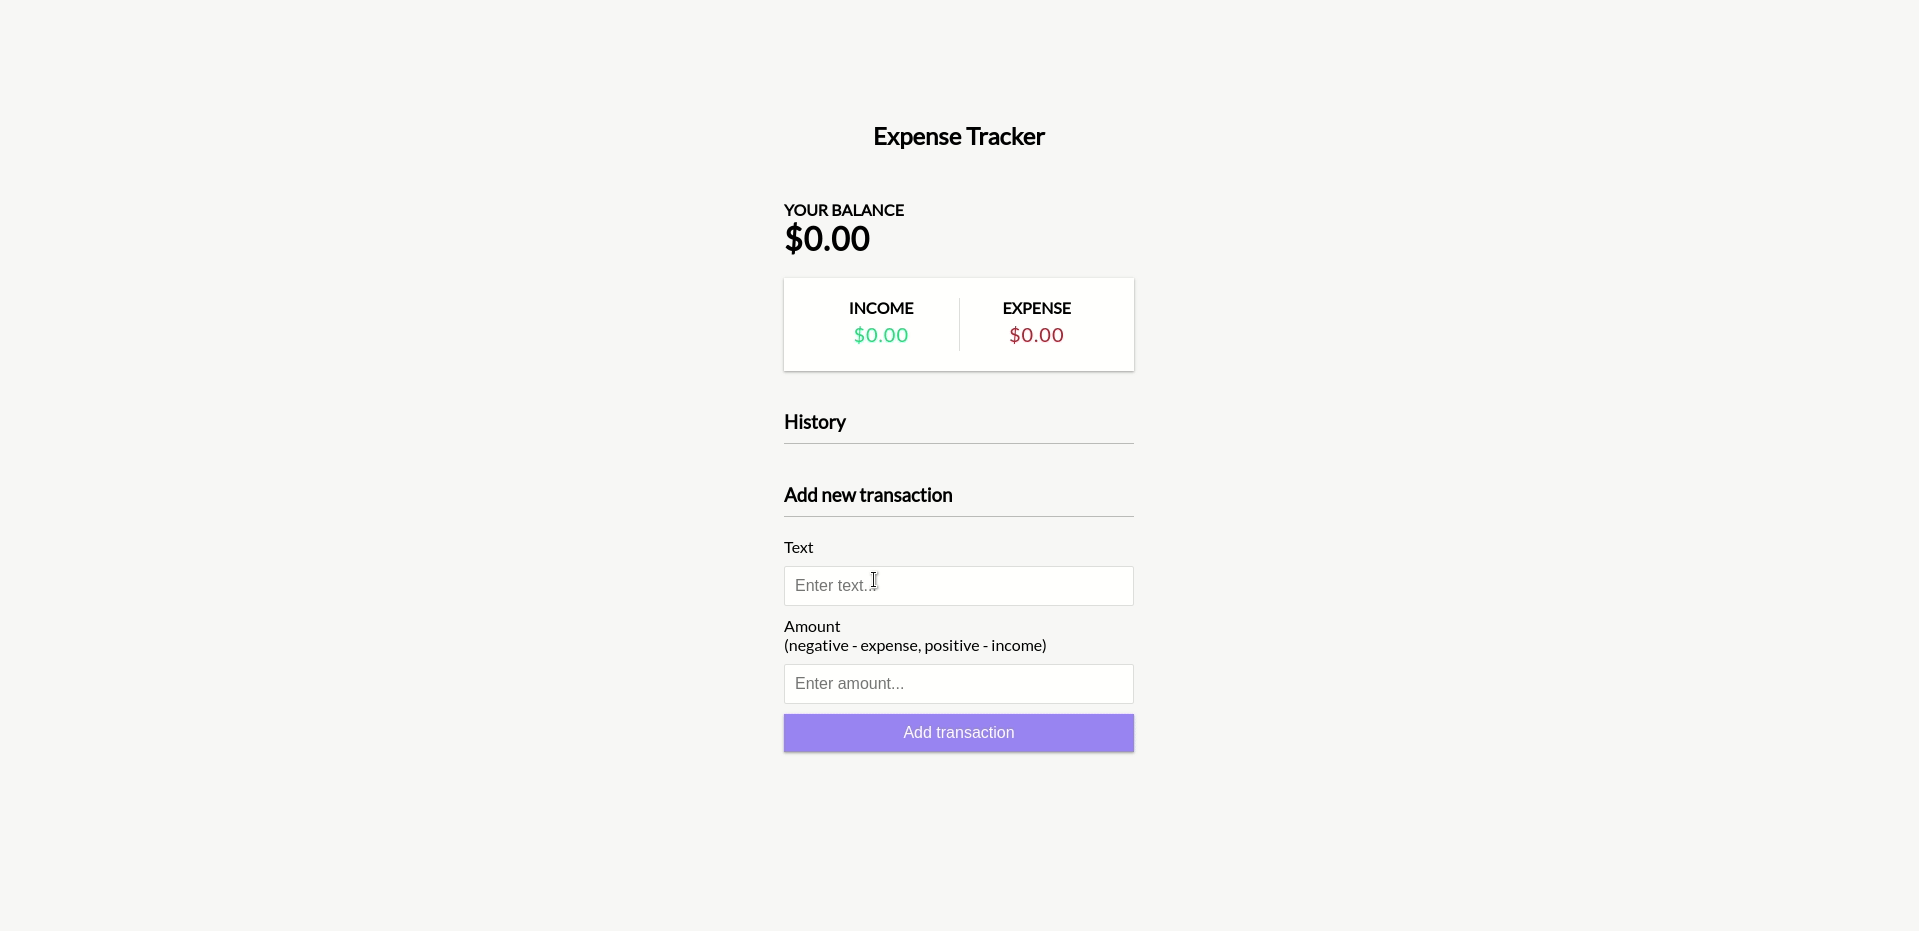 Expense Tracker
YOUR BALANCE
$0.00
INCOME
EXPENSE
$0.00
$0.00
History
Add new transaction
Text
Enter text...
Amount
(negative - expense, positive - income)
Enter amount...
Add transaction